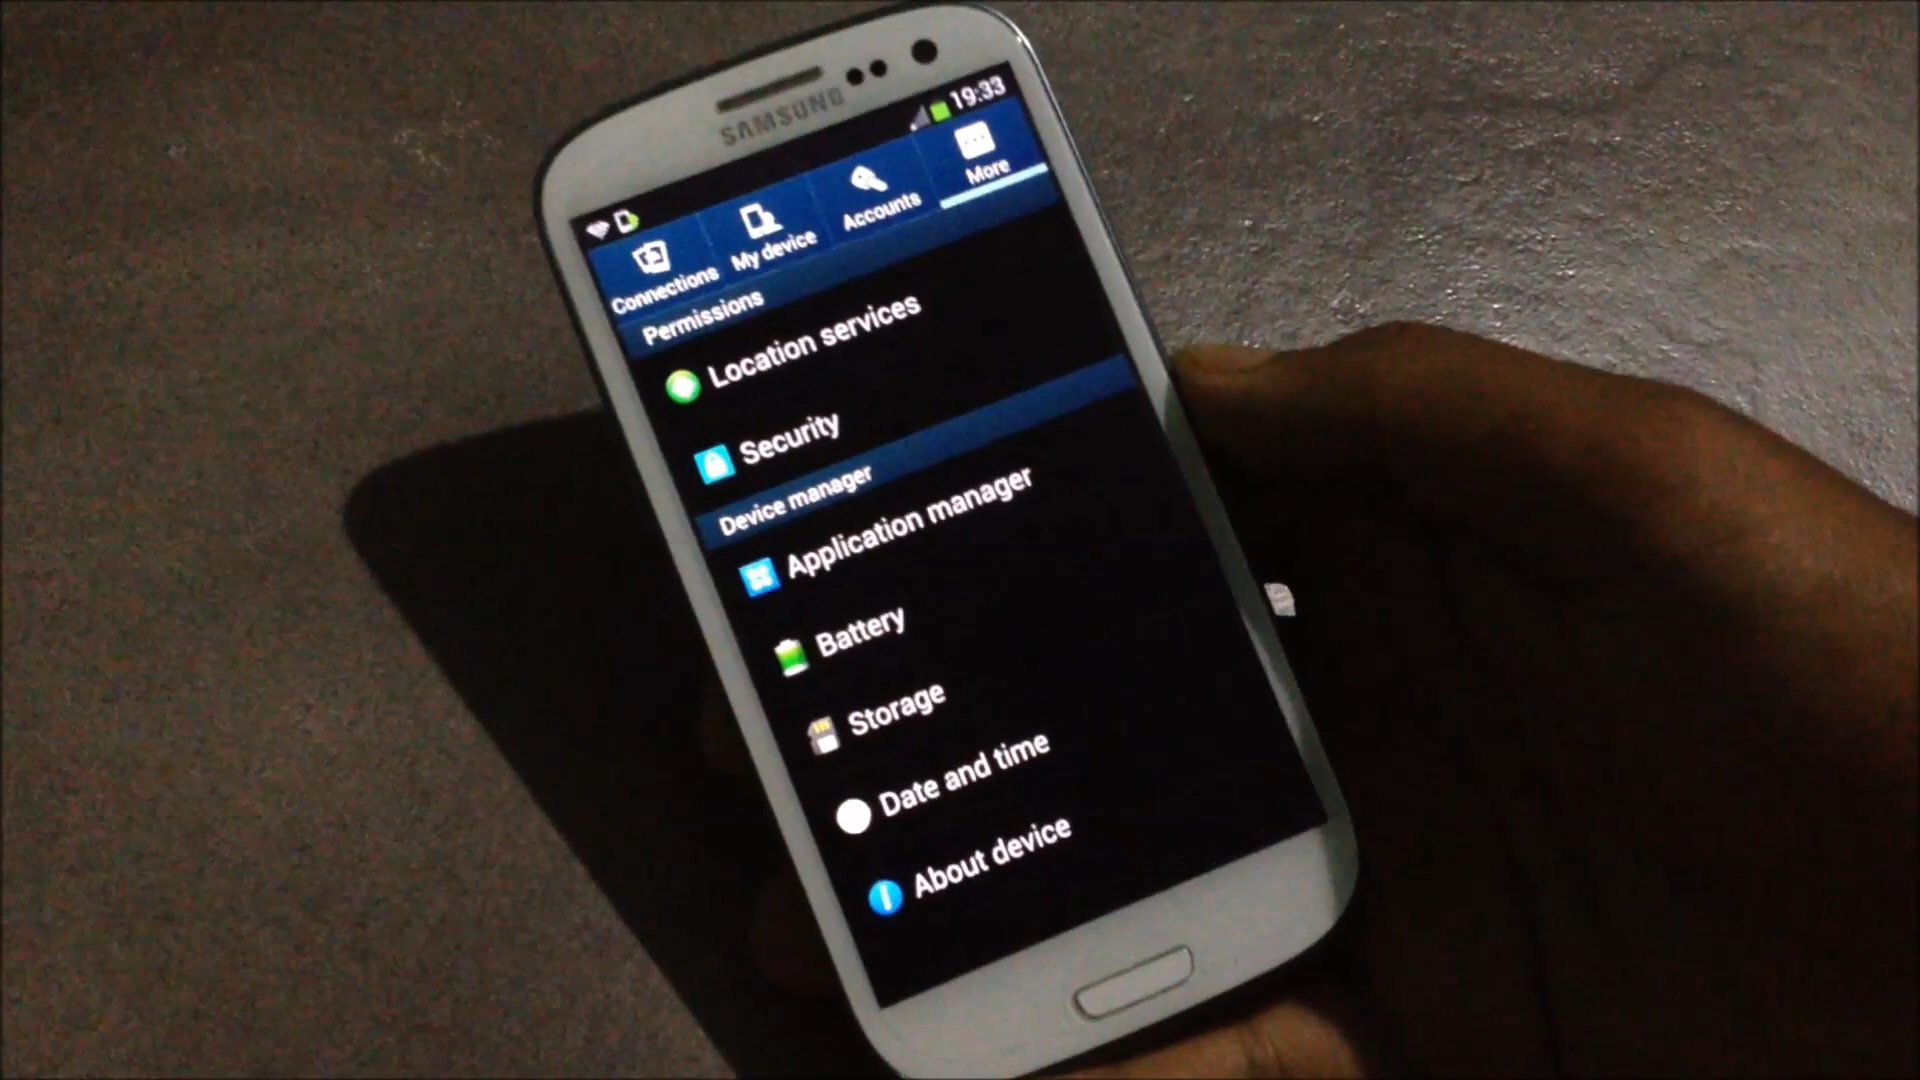 SAMSUNG
19:33
Connections
My device
Accounts
More
Permissions
Location services
Security
Device manager
Application manager
Battery
Storage
Date and time
About device